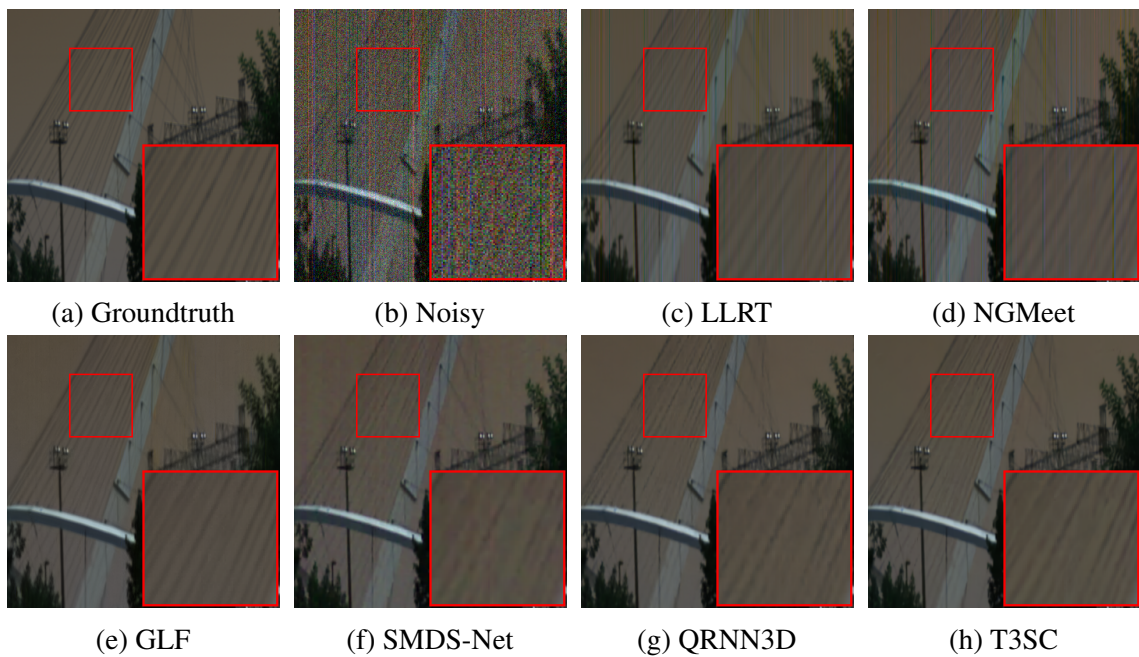 (a) Groundtruth
(b) Noisy
(c) LLRT
(d) NGMeet
(e) GLF
(f) SMDS-Net
(g) QRNN3D
(h) T3SC